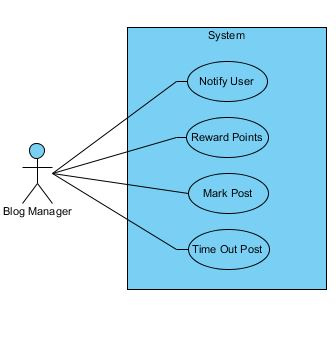 System
Notify User
Reward Points
Mark Post
Blog Manager
Time Out Post